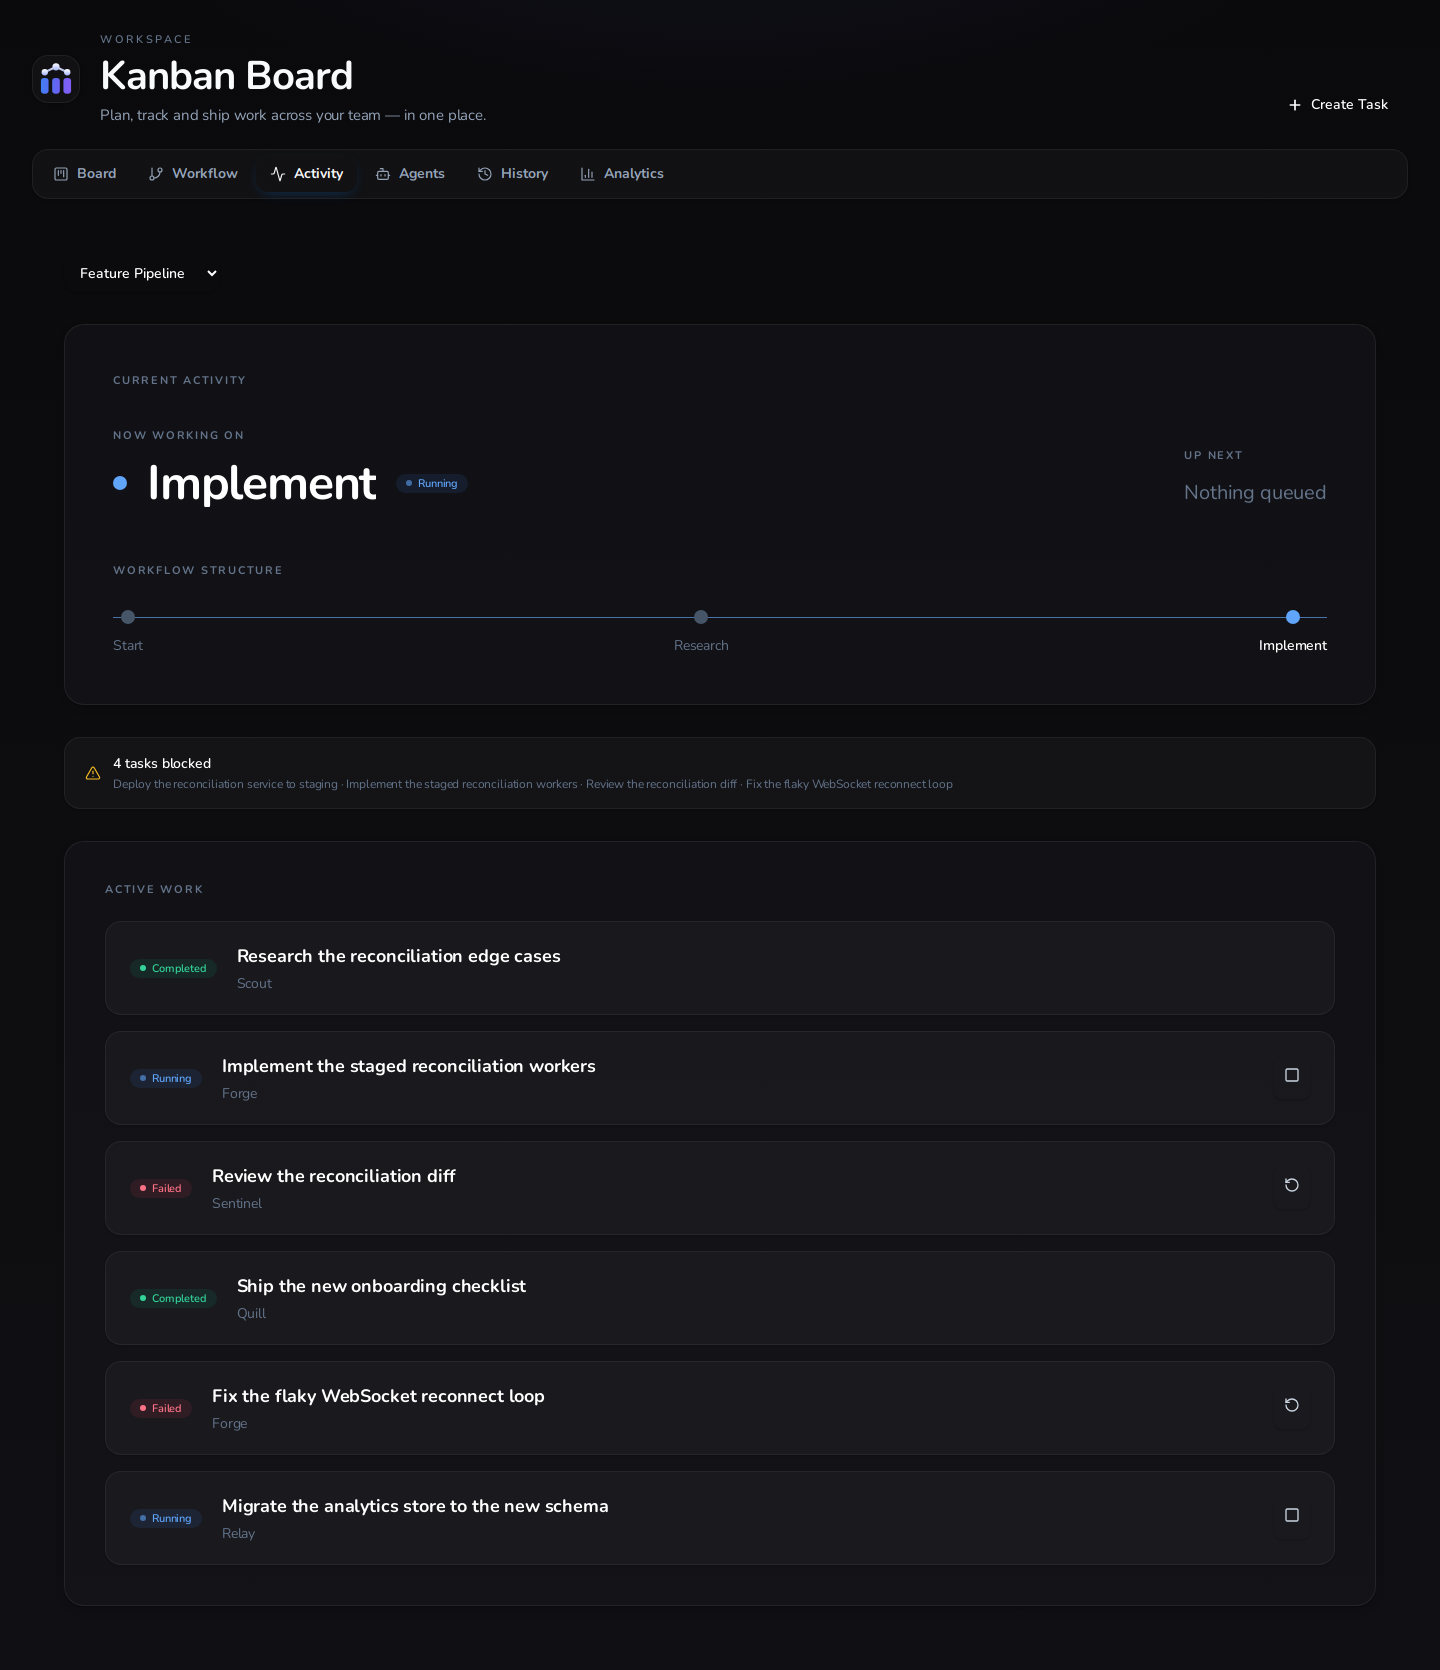 WORKSPACE
Kanban Board
Plan, track and ship work across your team — in one place.
Create Task
Board Workflow Activity Agents History Analytics
Feature Pipeline
CURRENT ACTIVITY
NOW WORKING ON
Implement Running
UP NEXT
Nothing queued
WORKFLOW STRUCTURE
Start Research Implement
4 tasks blocked
Deploy the reconciliation service to staging · Implement the staged reconciliation workers · Review the reconciliation diff · Fix the flaky WebSocket reconnect loop
ACTIVE WORK
Completed Research the reconciliation edge cases
Scout
Running Implement the staged reconciliation workers
Forge
Failed Review the reconciliation diff
Sentinel
Completed Ship the new onboarding checklist
Quill
Failed Fix the flaky WebSocket reconnect loop
Forge
Running Migrate the analytics store to the new schema
Relay